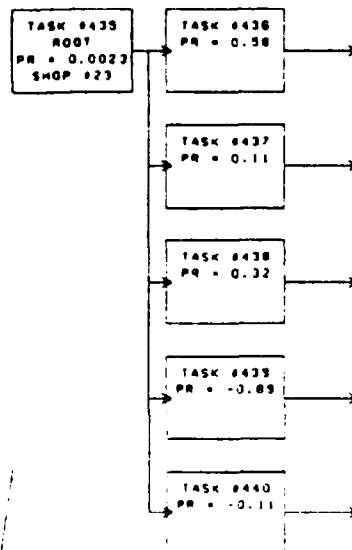 TASK #435
ROOT
PR = 0.0023
SHOP #23
TASK #436
PR = 0.58
TASK #437
PR = 0.11
TASK #438
PR = 0.32
TASK #439
PR = -0.89
TASK #440
PR = -0.11